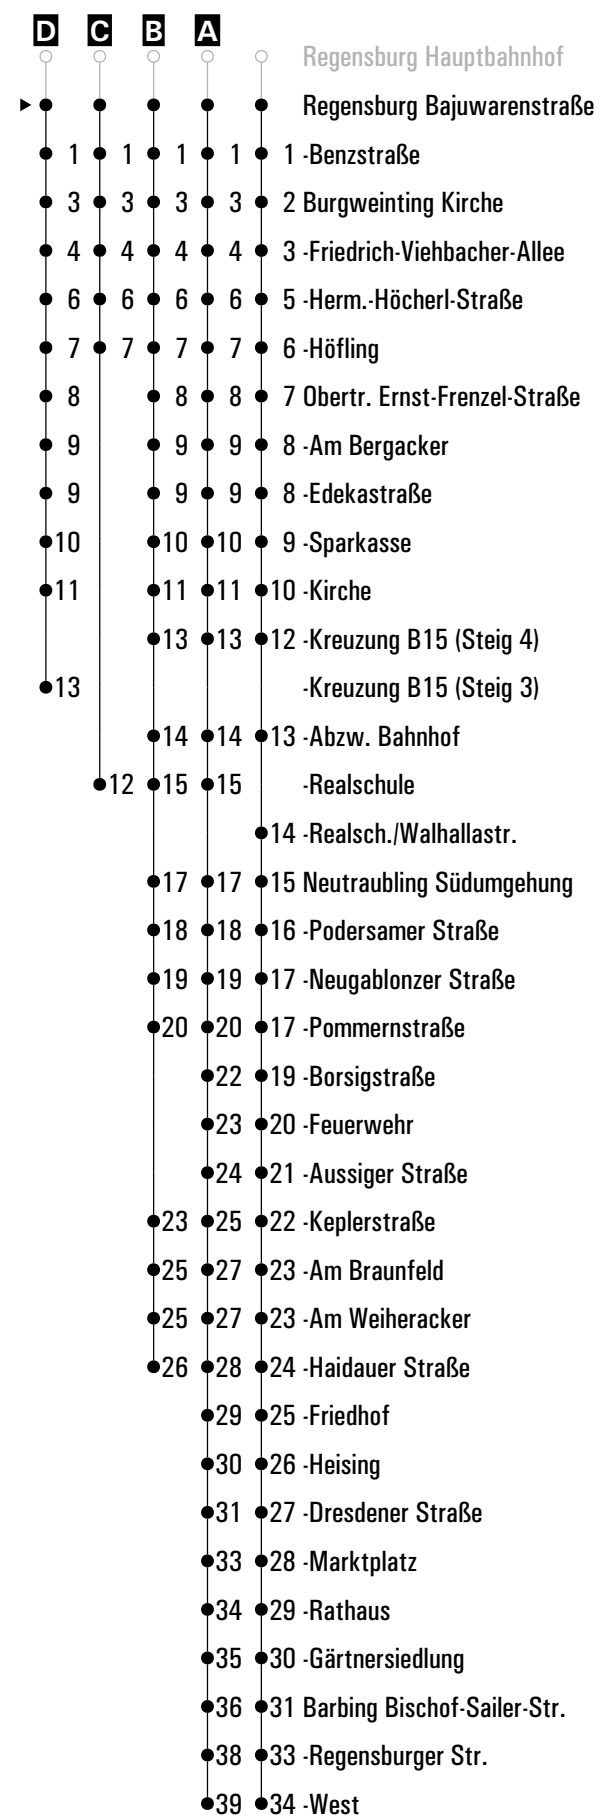 D C B A
Regensburg Hauptbahnhof
Regensburg Bajuwarenstraße
1 1 1 1 1 -Benzstraße
3 3 3 3 2 Burgweinting Kirche
4 4 4 4 3 -Friedrich-Viehbacher-Allee
6 6 6 6 5 -Herm.-Höcherl-Straße
7 7 7 7 6 -Höfling
8 8 8 7 Obertr. Ernst-Frenzel-Straße
9 9 9 8 -Am Bergacker
9 9 9 8 -Edekastraße
10 10 10 9 -Sparkasse
11 11 11 10 -Kirche
13 13 12 -Kreuzung B15 (Steig 4)
13 -Kreuzung B15 (Steig 3)
14 14 13 -Abzw. Bahnhof
12 15 15 -Realschule
14 -Realsch./Walhallastr.
17 17 15 Neutraubling Südumgehung
18 18 16 -Podersamer Straße
19 19 17 -Neugablonzer Straße
20 20 17 -Pommernstraße
22 19 -Borsigstraße
23 20 -Feuerwehr
24 21 -Aussiger Straße
23 25 22 -Keplerstraße
25 27 23 -Am Braunfeld
25 27 23 -Am Weiheracker
26 28 24 -Haidauer Straße
29 25 -Friedhof
30 26 -Heising
31 27 -Dresdener Straße
33 28 -Marktplatz
34 29 -Rathaus
35 30 -Gärtnersiedlung
36 31 Barbing Bischof-Sailer-Str.
38 33 -Regensburger Str.
39 34 -West